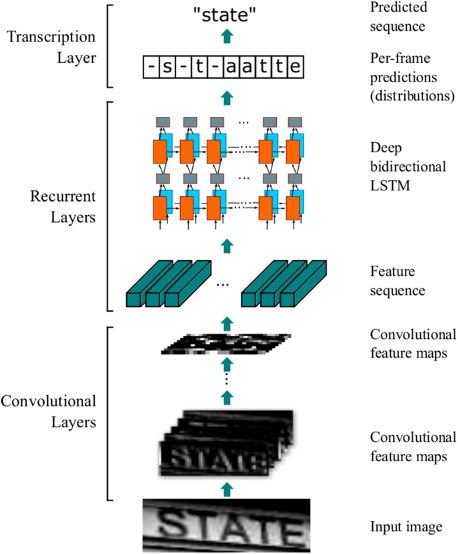 "state"
Predicted
sequence
Transcription
Layer
- s - t - a a t t e
Per-frame
predictions
(distributions)
...
Deep
bidirectional
LSTM
Recurrent
Layers
...
Feature
sequence
Convolutional
feature maps
...
Convolutional
Layers
STATE
Convolutional
feature maps
STATE
Input image